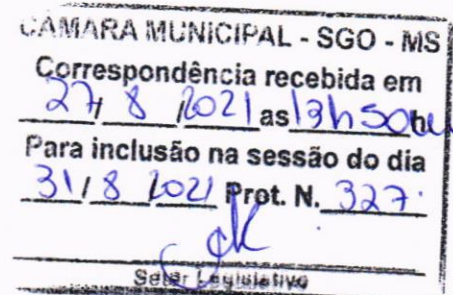 CÂMARA MUNICIPAL - SGO - MS
Correspondência recebida em
27/ 8 /2021 as 13h50
Para inclusão na sessão do dia
31/ 8 2021 Prot. N. 327
Setor Legislativo